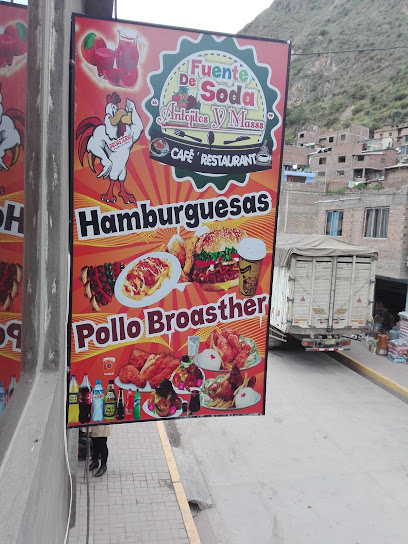 Fuente
De Soda
"Antojitos Y Masss"
CAFÉ RESTAURANT
Hamburguesas
Pollo Broasther